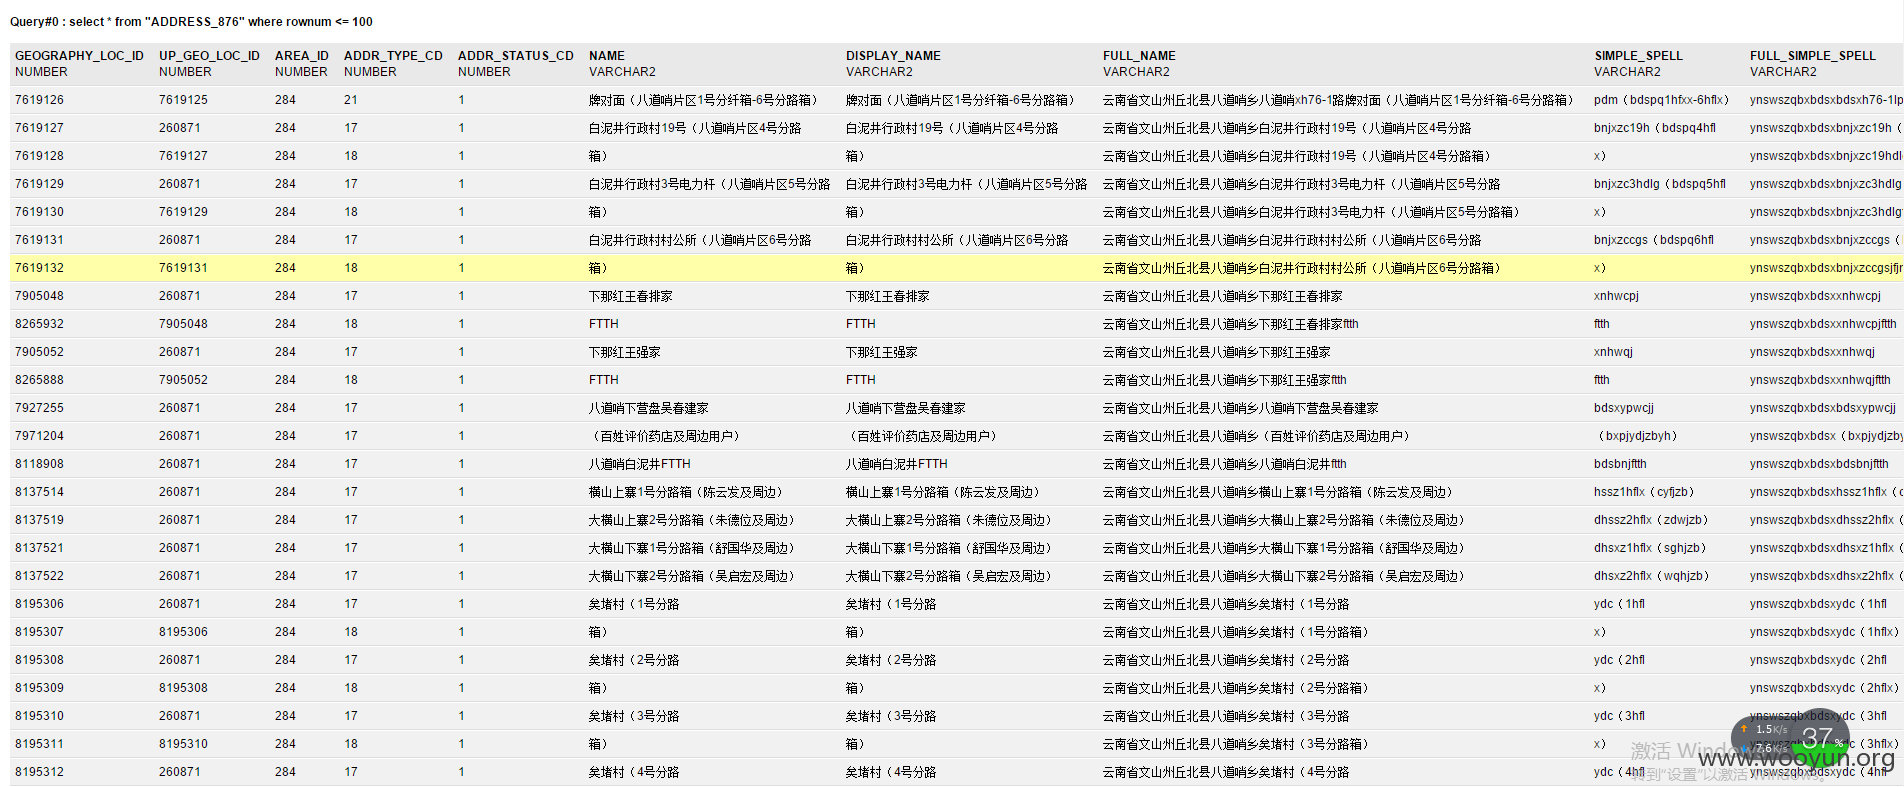 Query#0 : select * from "ADDRESS_876" where rownum <= 100
GEOGRAPHY_LOC_ID UP_GEO_LOC_ID AREA_ID ADDR_TYPE_CD ADDR_STATUS_CD NAME DISPLAY_NAME FULL_NAME SIMPLE_SPELL FULL_SIMPLE_SPELL
NUMBER NUMBER NUMBER NUMBER NUMBER VARCHAR2 VARCHAR2 VARCHAR2 VARCHAR2 VARCHAR2
7619126 7619125 284 21 1 牌对面（八道哨片区1号分纤箱-6号分路箱） 牌对面（八道哨片区1号分纤箱-6号分路箱） 云南省文山州丘北县八道哨乡八道哨xh76-1路牌对面（八道哨片区1号分纤箱-6号分路箱） pdm（bdspq1hfxx-6hflx） ynswszqbxbdsxbdsxh76-1lp
7619127 260871 284 17 1 白泥井行政村19号（八道哨片区4号分路 白泥井行政村19号（八道哨片区4号分路 云南省文山州丘北县八道哨乡白泥井行政村19号（八道哨片区4号分路 bnjxzc19h（bdspq4hfl ynswszqbxbdsxbnjxzc19h（
7619128 7619127 284 18 1 箱） 箱） 云南省文山州丘北县八道哨乡白泥井行政村19号（八道哨片区4号分路箱） x） ynswszqbxbdsxbnjxzc19hdl
7619129 260871 284 17 1 白泥井行政村3号电力杆（八道哨片区5号分路 白泥井行政村3号电力杆（八道哨片区5号分路 云南省文山州丘北县八道哨乡白泥井行政村3号电力杆（八道哨片区5号分路 bnjxzc3hdlg（bdspq5hfl ynswszqbxbdsxbnjxzc3hdlg
7619130 7619129 284 18 1 箱） 箱） 云南省文山州丘北县八道哨乡白泥井行政村3号电力杆（八道哨片区5号分路箱） x） ynswszqbxbdsxbnjxzc3hdlg
7619131 260871 284 17 1 白泥井行政村村公所（八道哨片区6号分路 白泥井行政村村公所（八道哨片区6号分路 云南省文山州丘北县八道哨乡白泥井行政村村公所（八道哨片区6号分路 bnjxzccgs（bdspq6hfl ynswszqbxbdsxbnjxzccgs（
7619132 7619131 284 18 1 箱） 箱） 云南省文山州丘北县八道哨乡白泥井行政村村公所（八道哨片区6号分路箱） x） ynswszqbxbdsxbnjxzccgsjfjr
7905048 260871 284 17 1 下那红王春排家 下那红王春排家 云南省文山州丘北县八道哨乡下那红王春排家 xnhwcpj ynswszqbxbdsxxnhwcpj
8265932 7905048 284 18 1 FTTH FTTH 云南省文山州丘北县八道哨乡下那红王春排家ftth ftth ynswszqbxbdsxxnhwcpjftth
7905052 260871 284 17 1 下那红王强家 下那红王强家 云南省文山州丘北县八道哨乡下那红王强家 xnhwqj ynswszqbxbdsxxnhwqj
8265888 7905052 284 18 1 FTTH FTTH 云南省文山州丘北县八道哨乡下那红王强家ftth ftth ynswszqbxbdsxxnhwqjftth
7927255 260871 284 17 1 八道哨下营盘吴春建家 八道哨下营盘吴春建家 云南省文山州丘北县八道哨乡八道哨下营盘吴春建家 bdsxypwcjj ynswszqbxbdsxbdsxypwcjj
7971204 260871 284 17 1 （百姓评价药店及周边用户） （百姓评价药店及周边用户） 云南省文山州丘北县八道哨乡（百姓评价药店及周边用户） （bxpjydjzbyh） ynswszqbxbdsx（bxpjydjzby
8118908 260871 284 17 1 八道哨白泥井FTTH 八道哨白泥井FTTH 云南省文山州丘北县八道哨乡八道哨白泥井ftth bdsbnjftth ynswszqbxbdsxbdsbnjftth
8137514 260871 284 17 1 横山上寨1号分路箱（陈云发及周边） 横山上寨1号分路箱（陈云发及周边） 云南省文山州丘北县八道哨乡横山上寨1号分路箱（陈云发及周边） hssz1hflx（cyfjzb） ynswszqbxbdsxhssz1hflx（c
8137519 260871 284 17 1 大横山上寨2号分路箱（朱德位及周边） 大横山上寨2号分路箱（朱德位及周边） 云南省文山州丘北县八道哨乡大横山上寨2号分路箱（朱德位及周边） dhssz2hflx（zdwjzb） ynswszqbxbdsxdhssz2hflx（
8137521 260871 284 17 1 大横山下寨1号分路箱（舒国华及周边） 大横山下寨1号分路箱（舒国华及周边） 云南省文山州丘北县八道哨乡大横山下寨1号分路箱（舒国华及周边） dhsxz1hflx（sghjzb） ynswszqbxbdsxdhsxz1hflx（
8137522 260871 284 17 1 大横山下寨2号分路箱（吴启宏及周边） 大横山下寨2号分路箱（吴启宏及周边） 云南省文山州丘北县八道哨乡大横山下寨2号分路箱（吴启宏及周边） dhsxz2hflx（wqhjzb） ynswszqbxbdsxdhsxz2hflx（
8195306 260871 284 17 1 矣堵村（1号分路 矣堵村（1号分路 云南省文山州丘北县八道哨乡矣堵村（1号分路 ydc（1hfl ynswszqbxbdsxydc（1hfl
8195307 8195306 284 18 1 箱） 箱） 云南省文山州丘北县八道哨乡矣堵村（1号分路箱） x） ynswszqbxbdsxydc（1hflx）
8195308 260871 284 17 1 矣堵村（2号分路 矣堵村（2号分路 云南省文山州丘北县八道哨乡矣堵村（2号分路 ydc（2hfl ynswszqbxbdsxydc（2hfl
8195309 8195308 284 18 1 箱） 箱） 云南省文山州丘北县八道哨乡矣堵村（2号分路箱） x） ynswszqbxbdsxydc（2hflx）
8195310 260871 284 17 1 矣堵村（3号分路 矣堵村（3号分路 云南省文山州丘北县八道哨乡矣堵村（3号分路 ydc（3hfl ynswszqbxbdsxydc（3hfl
1.5K/s 37%
8195311 8195310 284 18 1 箱） 箱） 云南省文山州丘北县八道哨乡矣堵村（3号分路箱） x） ynswszqbxbdsxydc（3hflx）
7.6K/s
激活 Windows
www.wooyun.org
8195312 260871 284 17 1 矣堵村（4号分路 矣堵村（4号分路 云南省文山州丘北县八道哨乡矣堵村（4号分路 ydc（4hfl ynswszqbxbdsxydc（4hfl
转到"设置"以激活 Windows。